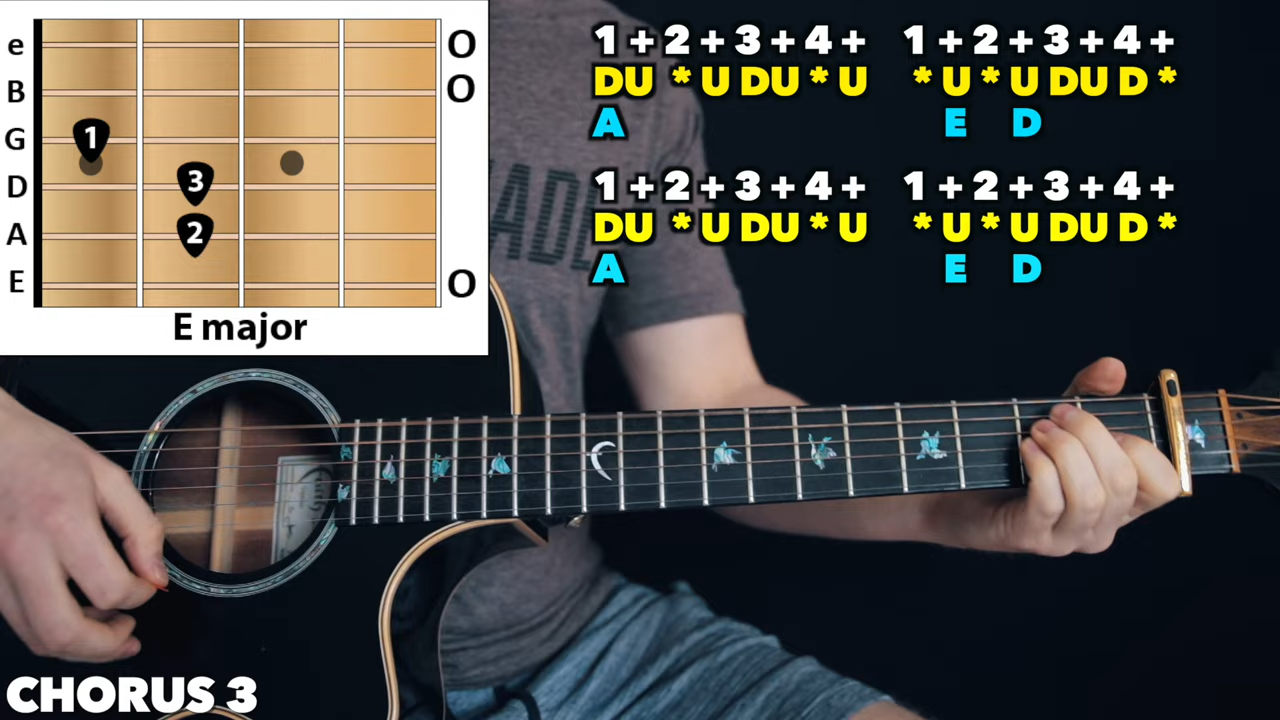 1 + 2 + 3 + 4 + 1 + 2 + 3 + 4 +
DU * U DU * U * U * U DU D *
A E D
1 + 2 + 3 + 4 + 1 + 2 + 3 + 4 +
DU * U DU * U * U * U DU D *
A E D
e O
B O
G 1
D 3
A 2
E O
E major
CHORUS 3